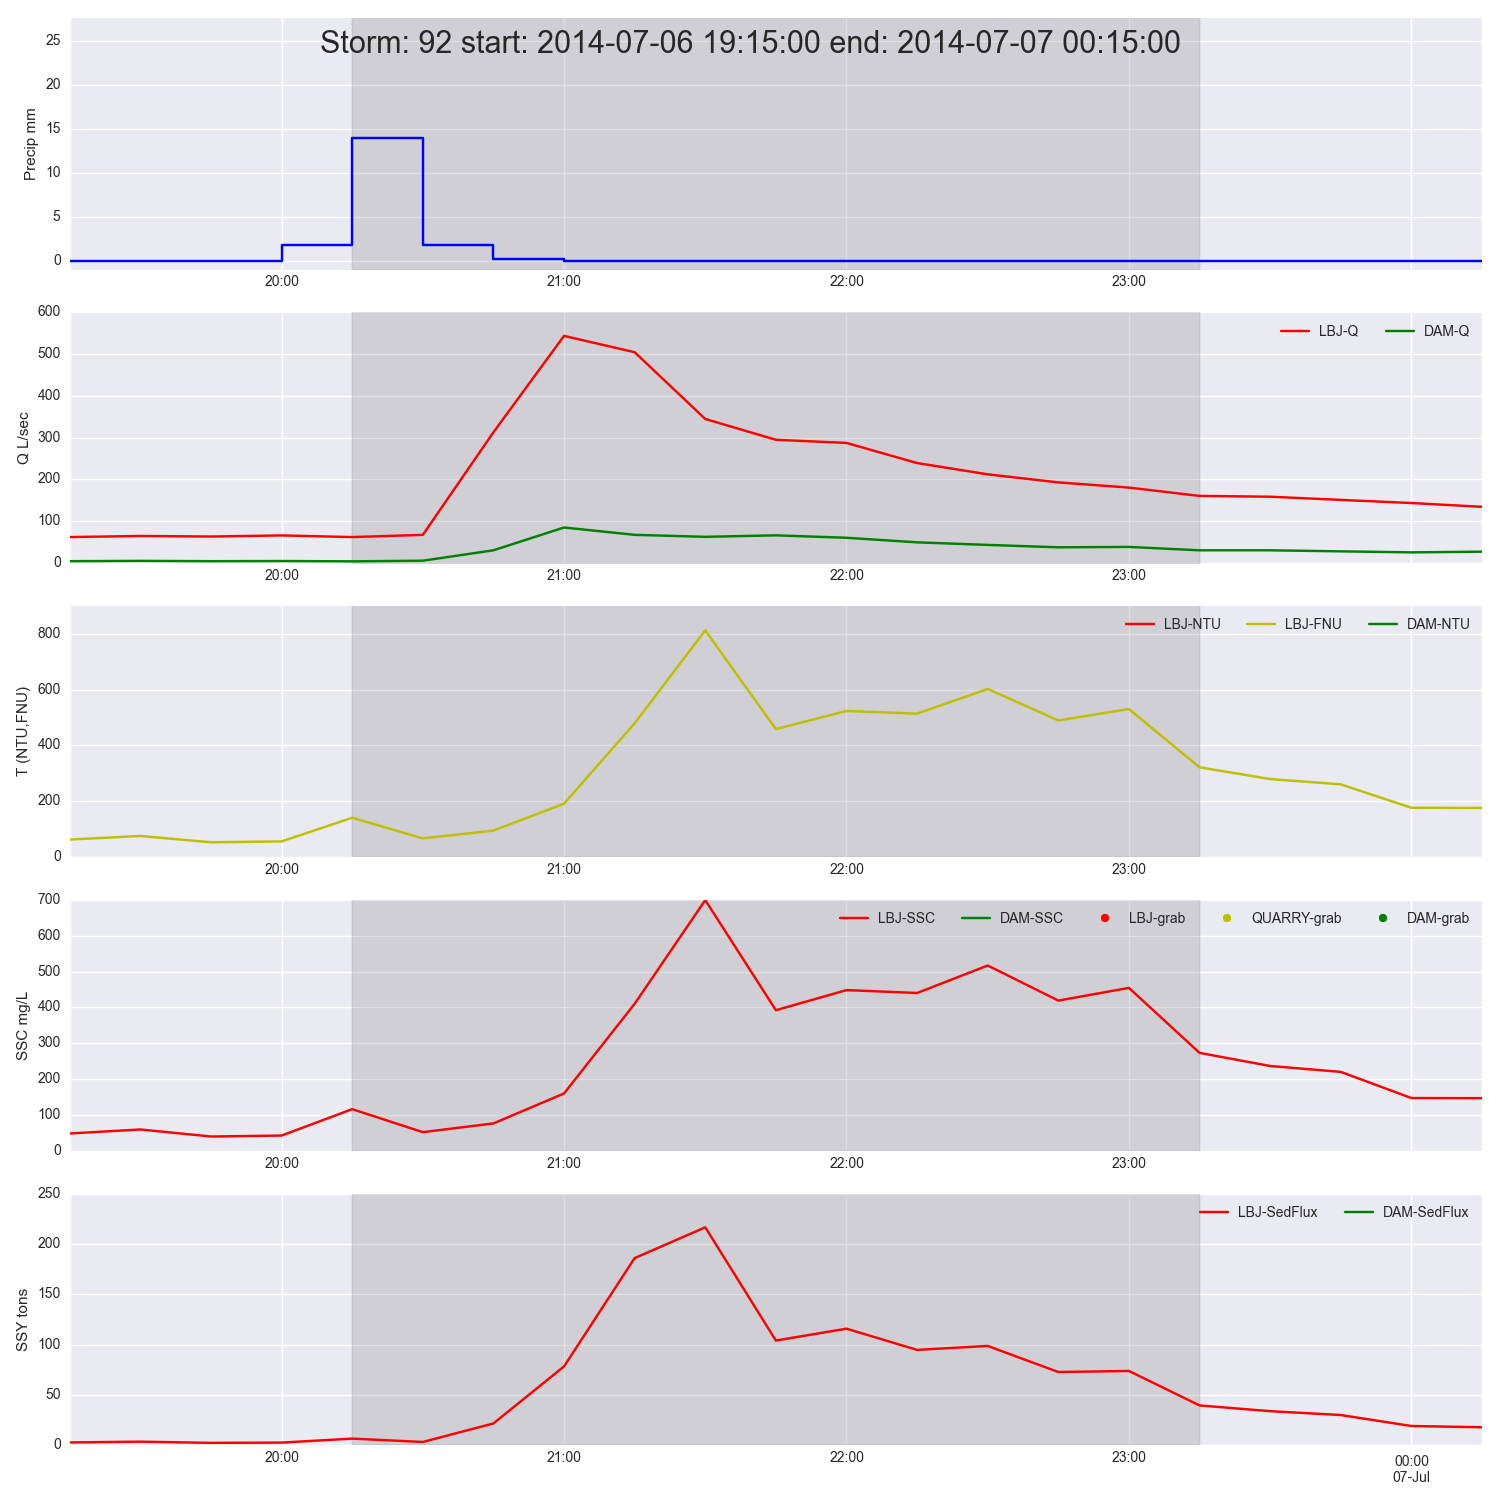 Storm: 92 start: 2014-07-06 19:15:00 end: 2014-07-07 00:15:00
Precip mm
25
20
15
10
5
0
20:00 21:00 22:00 23:00
LBJ-Q DAM-Q
Q L/sec
600
500
400
300
200
100
0
20:00 21:00 22:00 23:00
LBJ-NTU LBJ-FNU DAM-NTU
T (NTU,FNU)
800
600
400
200
0
20:00 21:00 22:00 23:00
LBJ-SSC DAM-SSC LBJ-grab QUARRY-grab DAM-grab
SSC mg/L
700
600
500
400
300
200
100
0
20:00 21:00 22:00 23:00
LBJ-SedFlux DAM-SedFlux
SSY tons
250
200
150
100
50
0
20:00 21:00 22:00 23:00 00:00
07-Jul